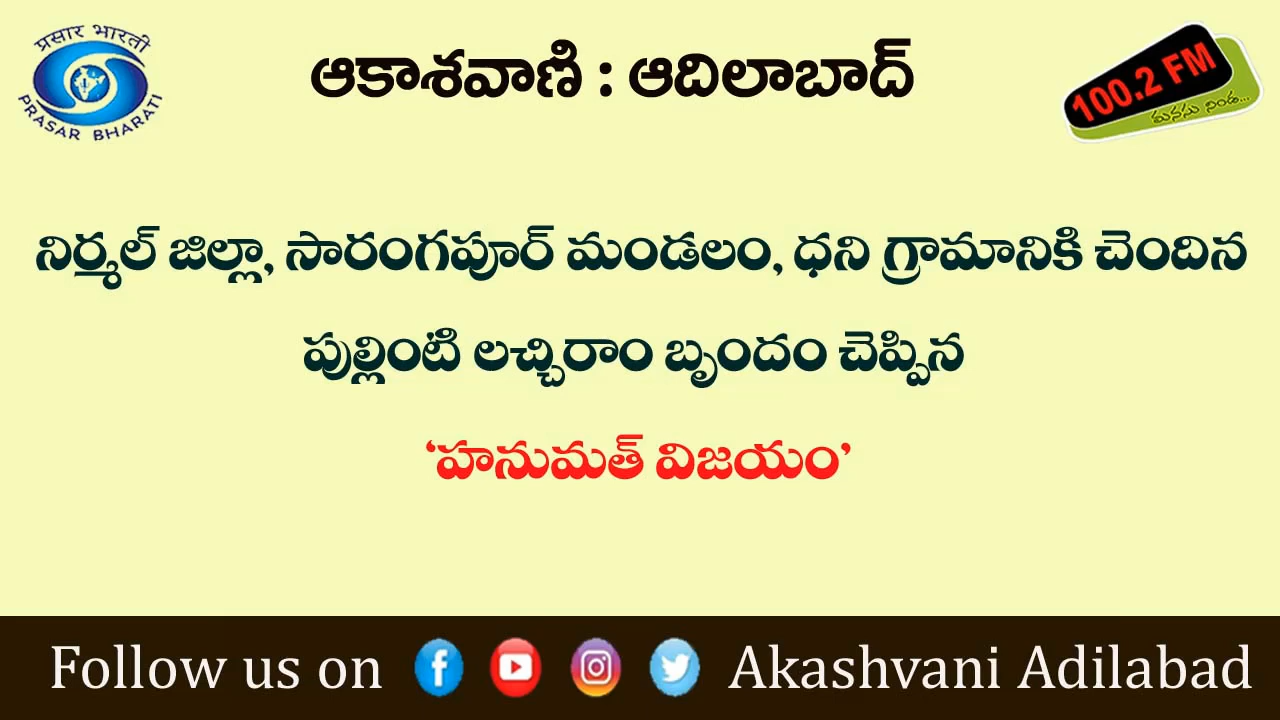 प्रसार भारती
PRASAR BHARATI
ఆకాశవాణి : ఆదిలాబాద్
100.2 FM
మనసు నిండ...
నిర్మల్ జిల్లా, సారంగపూర్ మండలం, ధని గ్రామానికి చెందిన
పుల్లింటి లచ్చిరాం బృందం చెప్పిన
‘హనుమత్ విజయం’
Follow us on Akashvani Adilabad